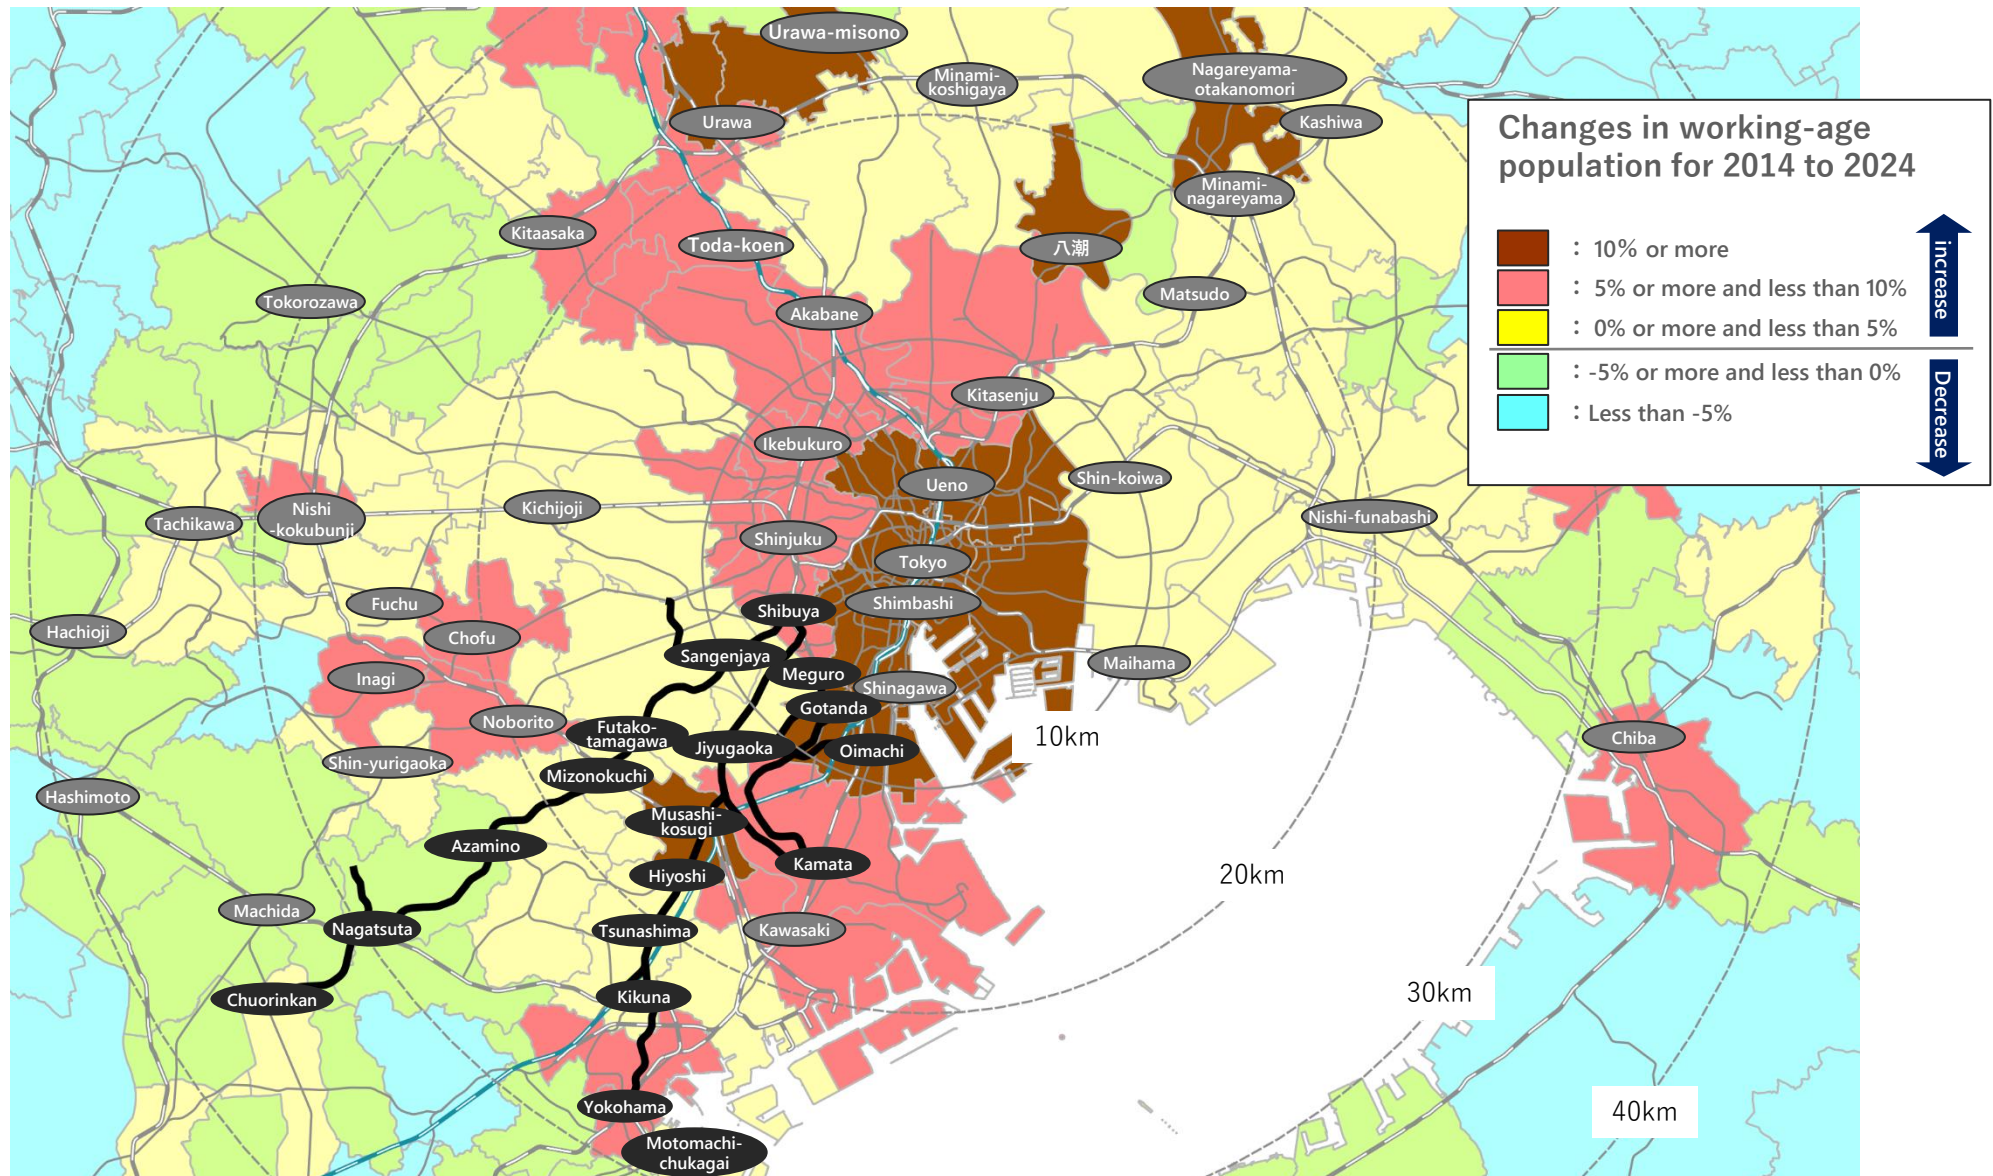 Urawa-misono
Minami-
koshigaya
Nagareyama-
otakanomori
Urawa
Kashiwa
Changes in working-age
population for 2014 to 2024
: 10% or more
: 5% or more and less than 10%
: 0% or more and less than 5%
increase
: -5% or more and less than 0%
: Less than -5%
Decrease
Minami-
nagareyama
Kitaasaka
Toda-koen
八潮
Tokorozawa
Akabane
Matsudo
Kitasenju
Ikebukuro
Ueno
Shin-koiwa
Tachikawa
Nishi
-kokubunji
Kichijoji
Shinjuku
Nishi-funabashi
Tokyo
Fuchu
Shibuya
Shimbashi
Hachioji
Chofu
Sangenjaya
Maihama
Inagi
Meguro
Shinagawa
Noborito
Gotanda
Futako-
tamagawa
Jiyugaoka
Oimachi
10km
Chiba
Shin-yurigaoka
Mizonokuchi
Hashimoto
Musashi-
kosugi
Azamino
Kamata
Hiyoshi
20km
Machida
Nagatsuta
Tsunashima
Kawasaki
Chuorinkan
Kikuna
30km
Yokohama
40km
Motomachi-
chukagai